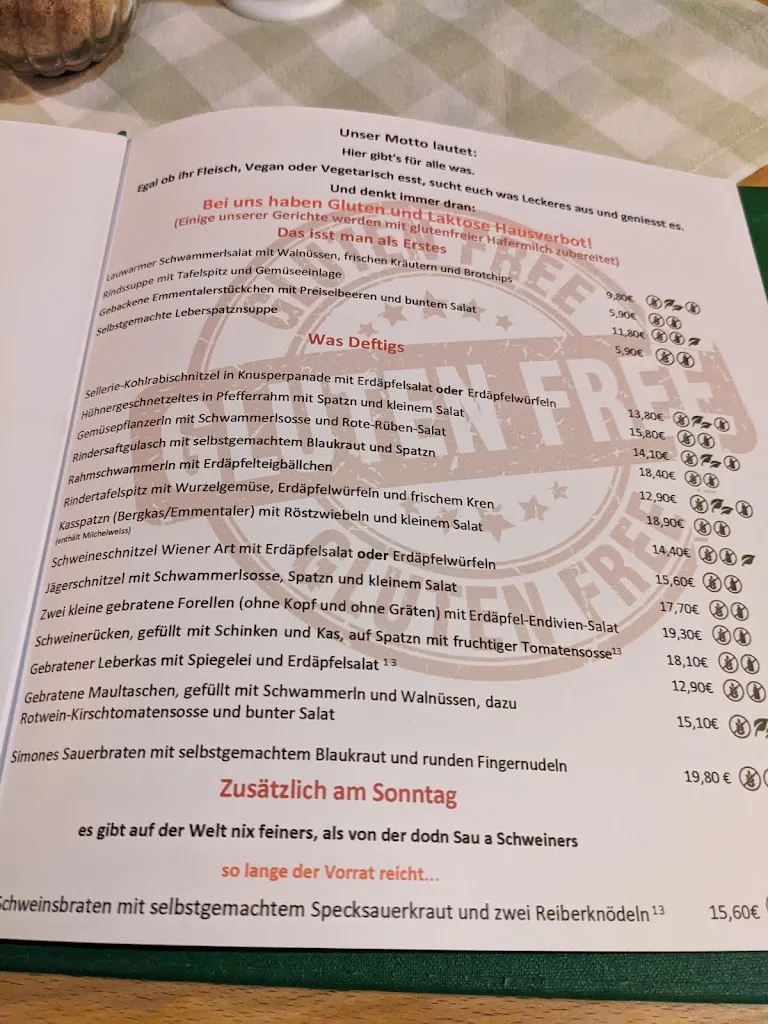 Unser Motto lautet:
Hier gibt's für alle was.
Egal ob ihr Fleisch, Vegan oder Vegetarisch esst, sucht euch was Leckeres aus und geniesst es.
Und denkt immer dran:
Bei uns haben Gluten und Laktose Hausverbot!
(Einige unserer Gerichte werden mit glutenfreier Hafermilch zubereitet)
Das isst man als Erstes
Lauwarmer Schwammerlsalat mit Walnüssen, frischen Kräutern und Brotchips 9,80€
Rindssuppe mit Tafelspitz und Gemüseeinlage 5,90€
Gebackene Emmentalerstückchen mit Preiselbeeren und buntem Salat 11,80€
Selbstgemachte Leberspatznsuppe 5,90€
Was Deftigs
Sellerie-Kohlrabischnitzel in Knusperpanade mit Erdäpfelsalat oder Erdäpfelwürfeln 13,80€
Hühnergeschnetzeltes in Pfefferrahm mit Spatzn und kleinem Salat 15,80€
Gemüsepflanzerln mit Schwammerlsosse und Rote-Rüben-Salat 14,10€
Rindersaftgulasch mit selbstgemachtem Blaukraut und Spatzn 18,40€
Rahmschwammerln mit Erdäpfelteigbällchen 12,90€
Rindertafelspitz mit Wurzelgemüse, Erdäpfelwürfeln und frischem Kren 18,90€
Kasspatzn (Bergkas/Emmentaler) mit Röstzwiebeln und kleinem Salat 14,40€
(enthält Milcheiweiss)
Schweineschnitzel Wiener Art mit Erdäpfelsalat oder Erdäpfelwürfeln 15,60€
Jägerschnitzel mit Schwammerlsosse, Spatzn und kleinem Salat 17,70€
Zwei kleine gebratene Forellen (ohne Kopf und ohne Gräten) mit Erdäpfel-Endivien-Salat 19,30€
Schweinerücken, gefüllt mit Schinken und Kas, auf Spatzn mit fruchtiger Tomatensosse¹³ 18,10€
Gebratener Leberkas mit Spiegelei und Erdäpfelsalat ¹³ 12,90€
Gebratene Maultaschen, gefüllt mit Schwammerln und Walnüssen, dazu
Rotwein-Kirschtomatensosse und bunter Salat 15,10€
Simones Sauerbraten mit selbstgemachtem Blaukraut und runden Fingernudeln 19,80 €
Zusätzlich am Sonntag
es gibt auf der Welt nix feiners, als von der dodn Sau a Schweiners
so lange der Vorrat reicht...
Schweinsbraten mit selbstgemachtem Specksauerkraut und zwei Reiberknödeln ¹³ 15,60€
GLUTEN FREE
GLUTEN FREE
GLUTEN FREE